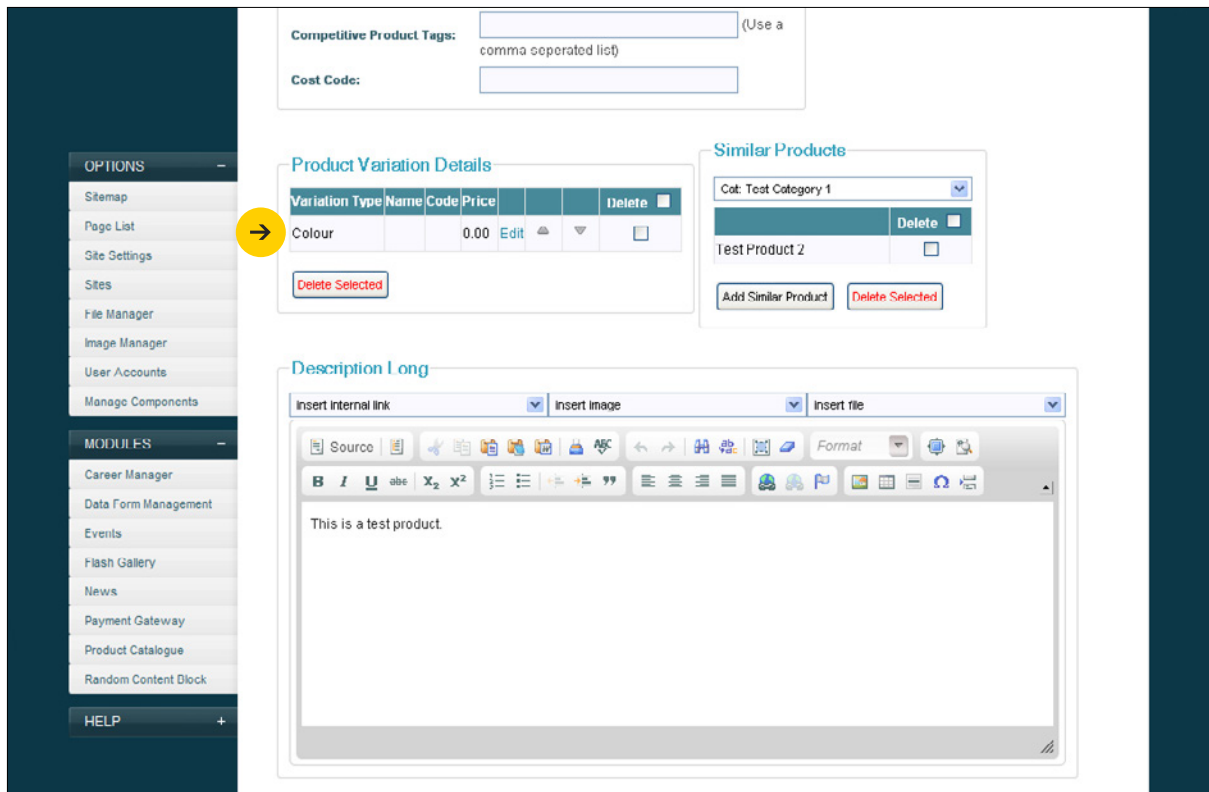 Competitive Product Tags: (Use a
comma seperated list)
Cost Code:
OPTIONS –
Sitemap
Page List
Site Settings
Sites
File Manager
Image Manager
User Accounts
Manage Components
MODULES –
Career Manager
Data Form Management
Events
Flash Gallery
News
Payment Gateway
Product Catalogue
Random Content Block
HELP +
Product Variation Details
Variation Type Name Code Price Delete
Colour 0.00 Edit
Delete Selected
Similar Products
Cat: Test Category 1
Delete
Test Product 2
Add Similar Product Delete Selected
Description Long
Insert internal link Insert image Insert file
Source ABC Format
B I U abc X₂ X² Ω
This is a test product.